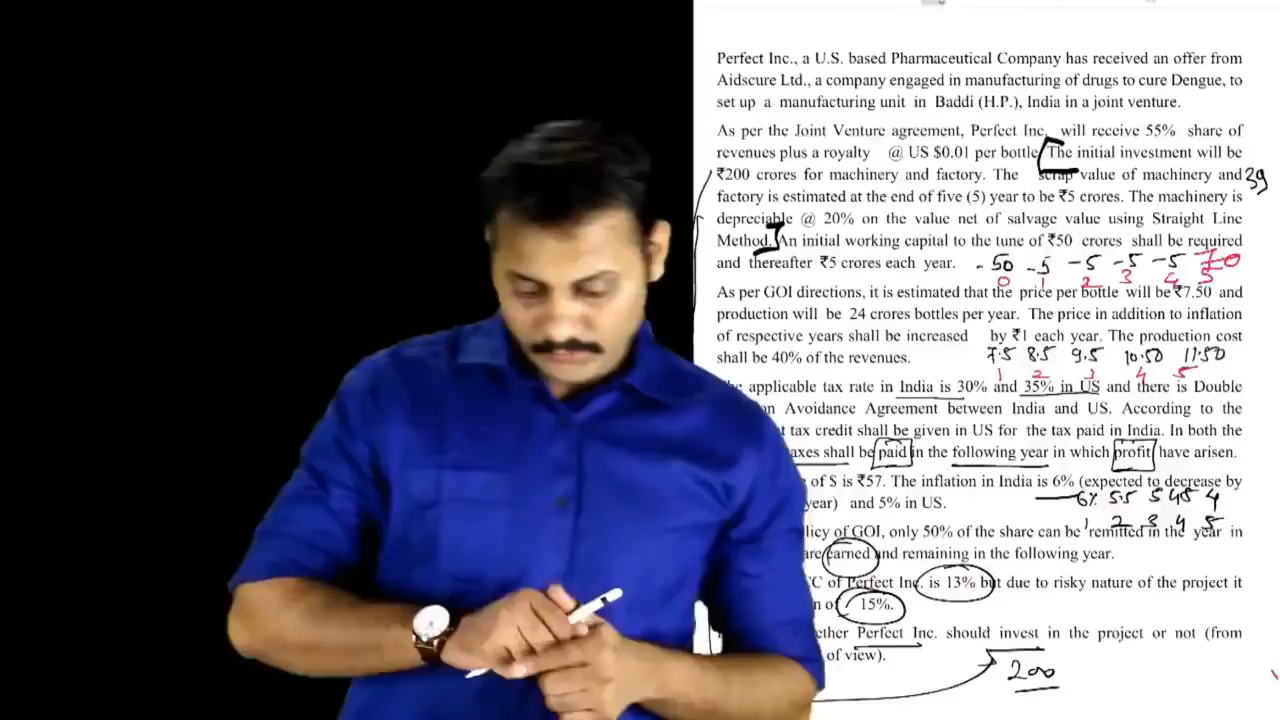 Perfect Inc., a U.S. based Pharmaceutical Company has received an offer from
Aidscure Ltd., a company engaged in manufacturing of drugs to cure Dengue, to
set up a manufacturing unit in Baddi (H.P.), India in a joint venture.
As per the Joint Venture agreement, Perfect Inc. will receive 55% share of
revenues plus a royalty @ US $0.01 per bottle. The initial investment will be
₹200 crores for machinery and factory. The scrap value of machinery and 39
factory is estimated at the end of five (5) year to be ₹5 crores. The machinery is
depreciable @ 20% on the value net of salvage value using Straight Line
Method. An initial working capital to the tune of ₹50 crores shall be required
and thereafter ₹5 crores each year. -50 -5 -5 -5 -5 70
0 1 2 3 4 5
As per GOI directions, it is estimated that the price per bottle will be ₹7.50 and
production will be 24 crores bottles per year. The price in addition to inflation
of respective years shall be increased by ₹1 each year. The production cost
shall be 40% of the revenues. 7.5 8.5 9.5 10.50 11.50
1 2 3 4 5
applicable tax rate in India is 30% and 35% in US and there is Double
Avoidance Agreement between India and US. According to the
tax credit shall be given in US for the tax paid in India. In both the
axes shall be paid in the following year in which profit have arisen.
of $ is ₹57. The inflation in India is 6% (expected to decrease by
year) and 5% in US. 6% 5.5 5 4.5 4
1 2 3 4 5
licy of GOI, only 50% of the share can be remitted in the year in
are earned and remaining in the following year.
C of Perfect Inc. is 13% but due to risky nature of the project it
n of 15%.
ether Perfect Inc. should invest in the project or not (from
of view).
200